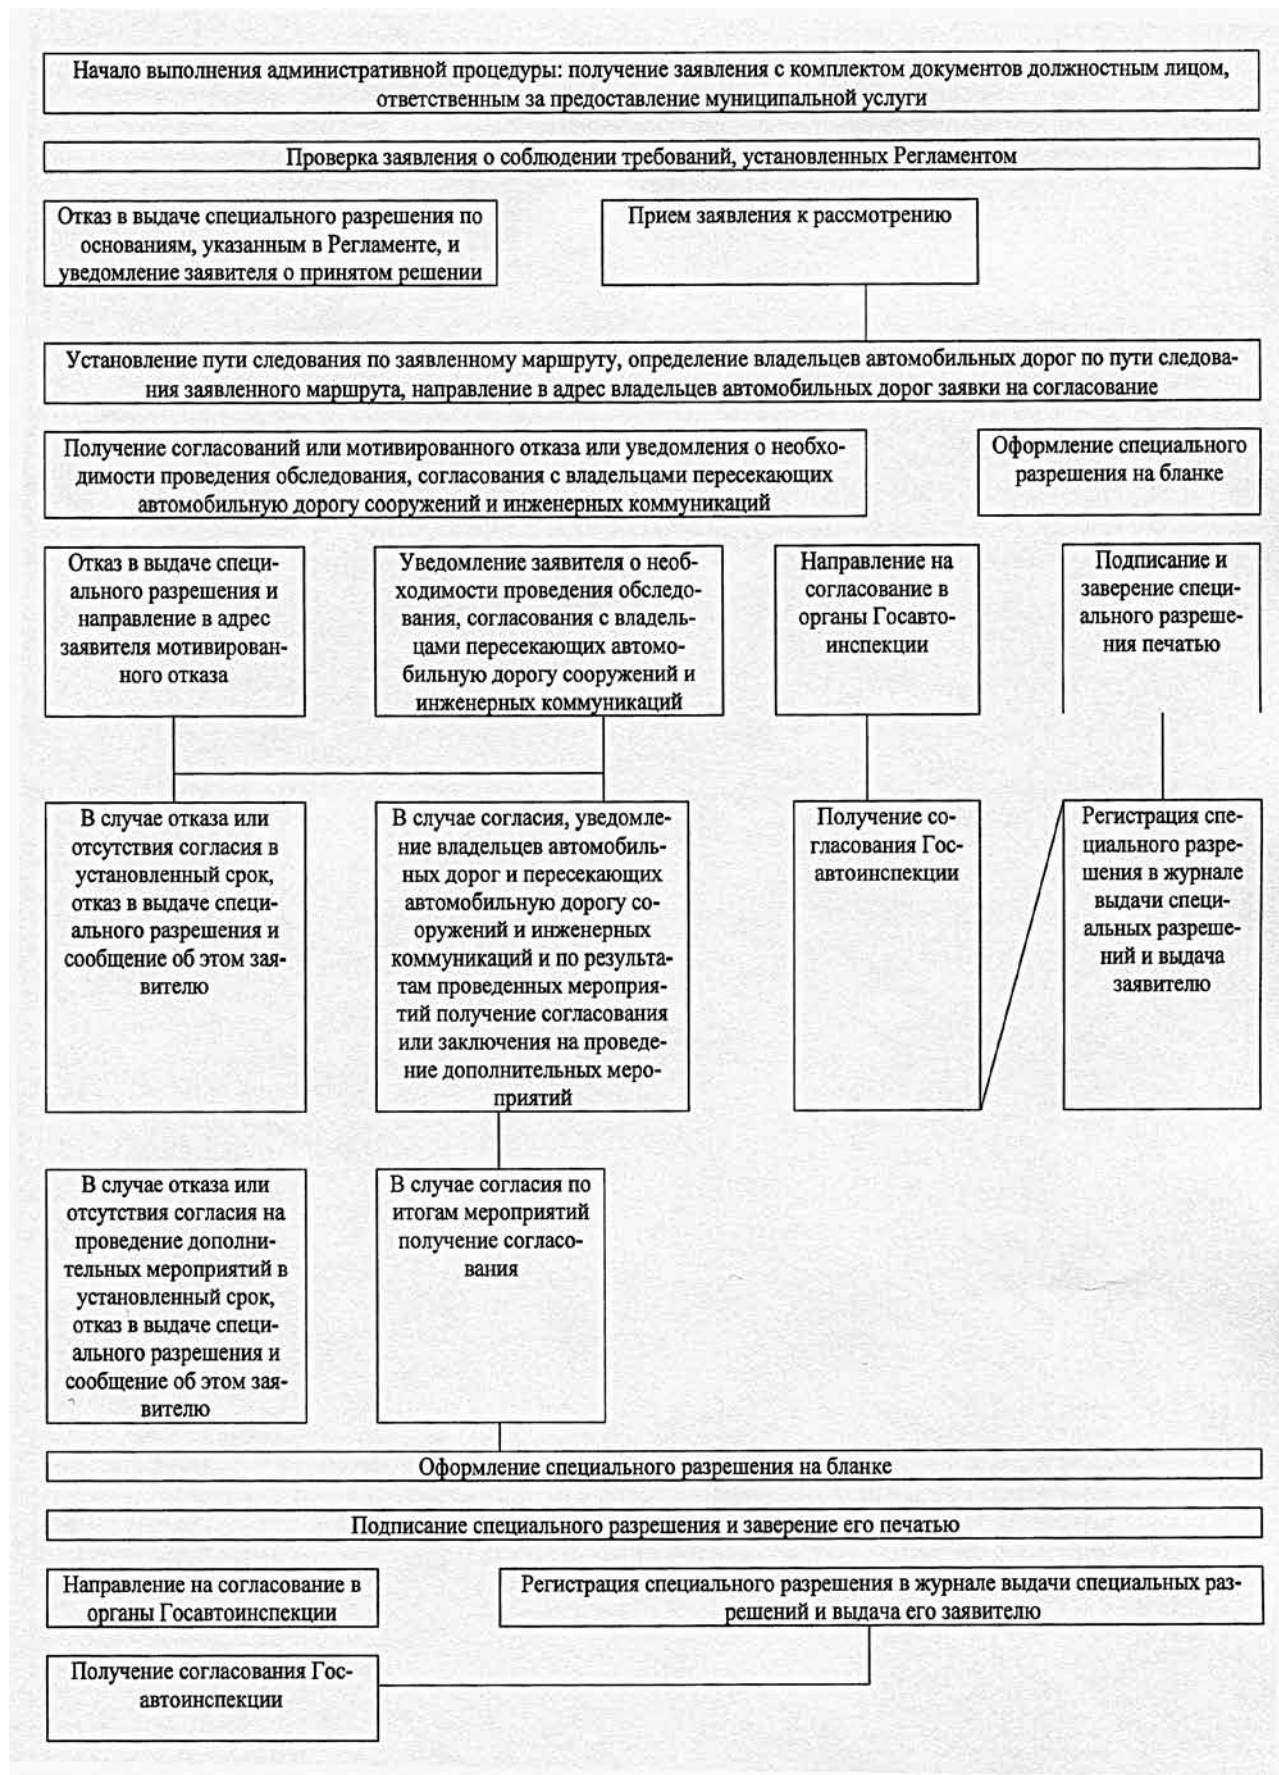 Начало выполнения административной процедуры: получение заявления с комплектом документов должностным лицом,
ответственным за предоставление муниципальной услуги
Проверка заявления о соблюдении требований, установленных Регламентом
Отказ в выдаче специального разрешения по
основаниям, указанным в Регламенте, и
уведомление заявителя о принятом решении
Прием заявления к рассмотрению
Установление пути следования по заявленному маршруту, определение владельцев автомобильных дорог по пути следова-
ния заявленного маршрута, направление в адрес владельцев автомобильных дорог заявки на согласование
Получение согласований или мотивированного отказа или уведомления о необхо-
димости проведения обследования, согласования с владельцами пересекающих
автомобильную дорогу сооружений и инженерных коммуникаций
Оформление специального
разрешения на бланке
Отказ в выдаче специ-
ального разрешения и
направление в адрес
заявителя мотивирован-
ного отказа
Уведомление заявителя о необ-
ходимости проведения обследо-
вания, согласования с владель-
цами пересекающих автомо-
бильную дорогу сооружений и
инженерных коммуникаций
Направление на
согласование в
органы Госавто-
инспекции
Подписание и
заверение специ-
ального разреше-
ния печатью
В случае отказа или
отсутствия согласия в
установленный срок,
отказ в выдаче специ-
ального разрешения и
сообщение об этом зая-
вителю
В случае согласия, уведомле-
ние владельцев автомобиль-
ных дорог и пересекающих
автомобильную дорогу со-
оружений и инженерных
коммуникаций и по результа-
там проведенных мероприя-
тий получение согласования
или заключения на проведе-
ние дополнительных меро-
приятий
Получение со-
гласования Гос-
автоинспекции
Регистрация спе-
циального разре-
шения в журнале
выдачи специ-
альных разреше-
ний и выдача
заявителю
В случае отказа или
отсутствия согласия на
проведение дополни-
тельных мероприятий в
установленный срок,
отказ в выдаче специ-
ального разрешения и
сообщение об этом зая-
вителю
В случае согласия по
итогам мероприятий
получение согласо-
вания
Оформление специального разрешения на бланке
Подписание специального разрешения и заверение его печатью
Направление на согласование в
органы Госавтоинспекции
Регистрация специального разрешения в журнале выдачи специальных раз-
решений и выдача его заявителю
Получение согласования Гос-
автоинспекции